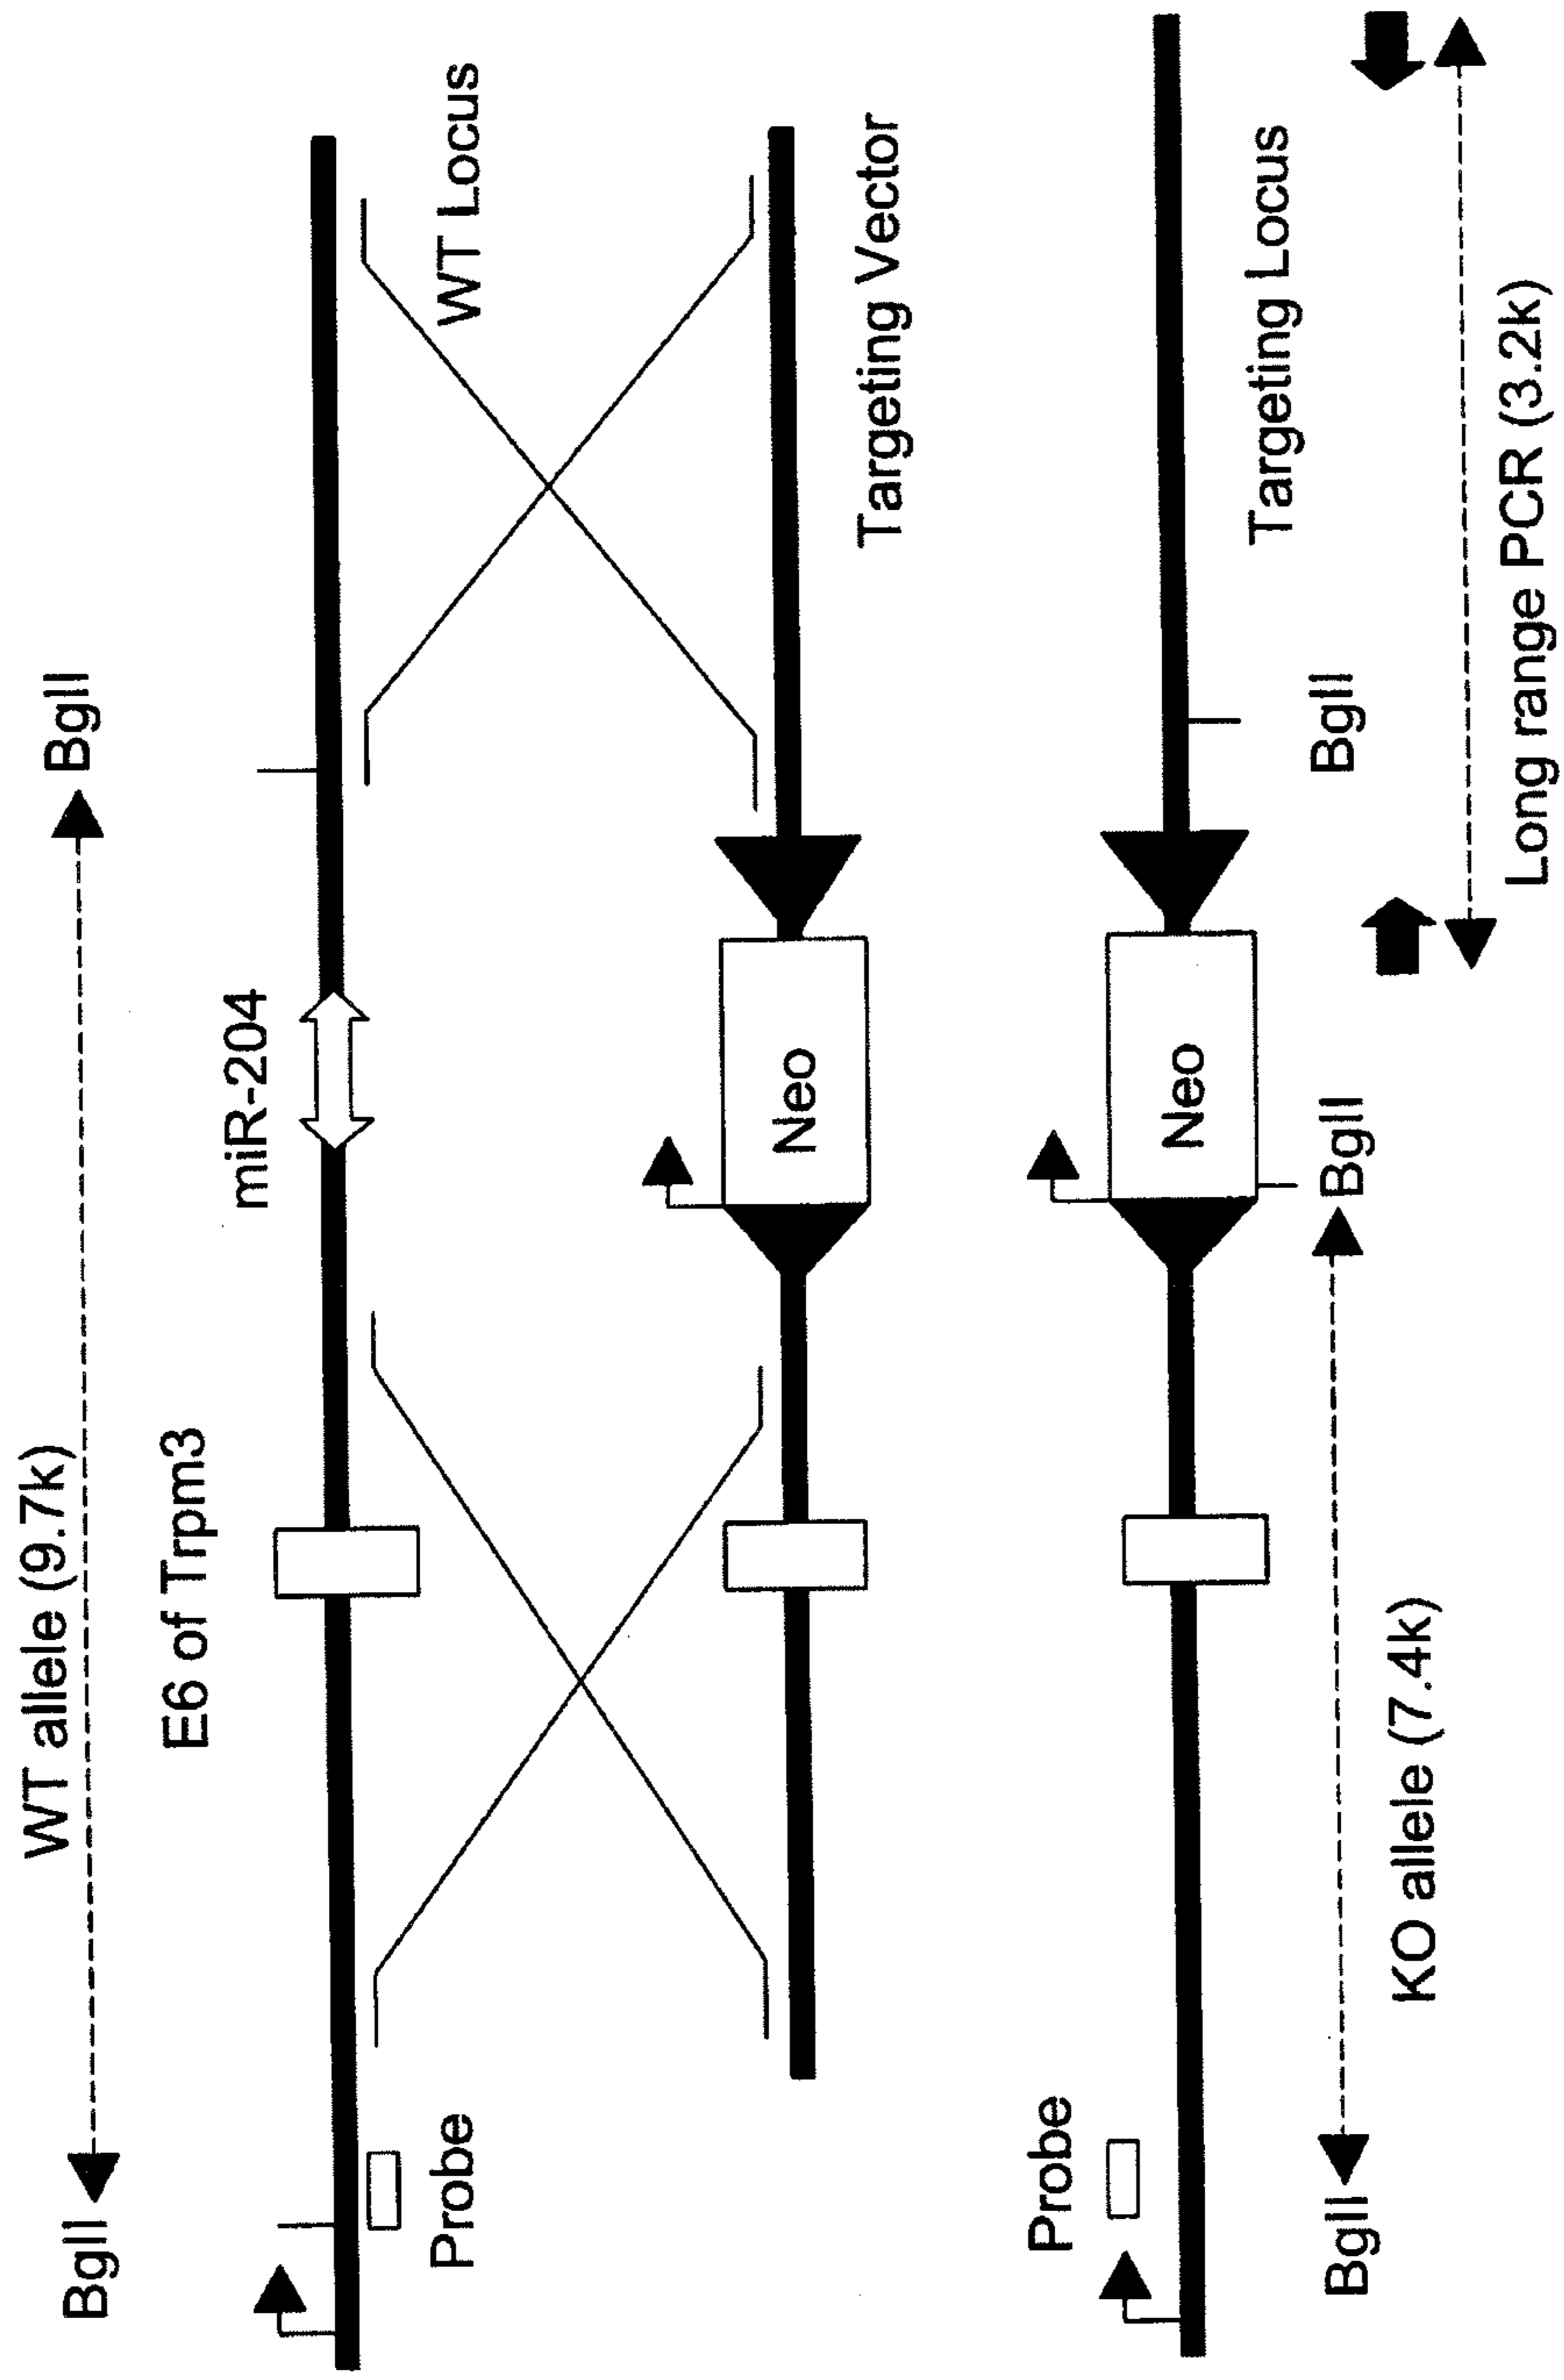 WT allele (9.7k)
BglI
BglI
E6 of Trpm3
miR-204
Probe
WT Locus
Neo
Targeting Vector
Probe
Neo
Targeting Locus
BglI
BglI
BglI
KO allele (7.4k)
Long range PCR (3.2k)